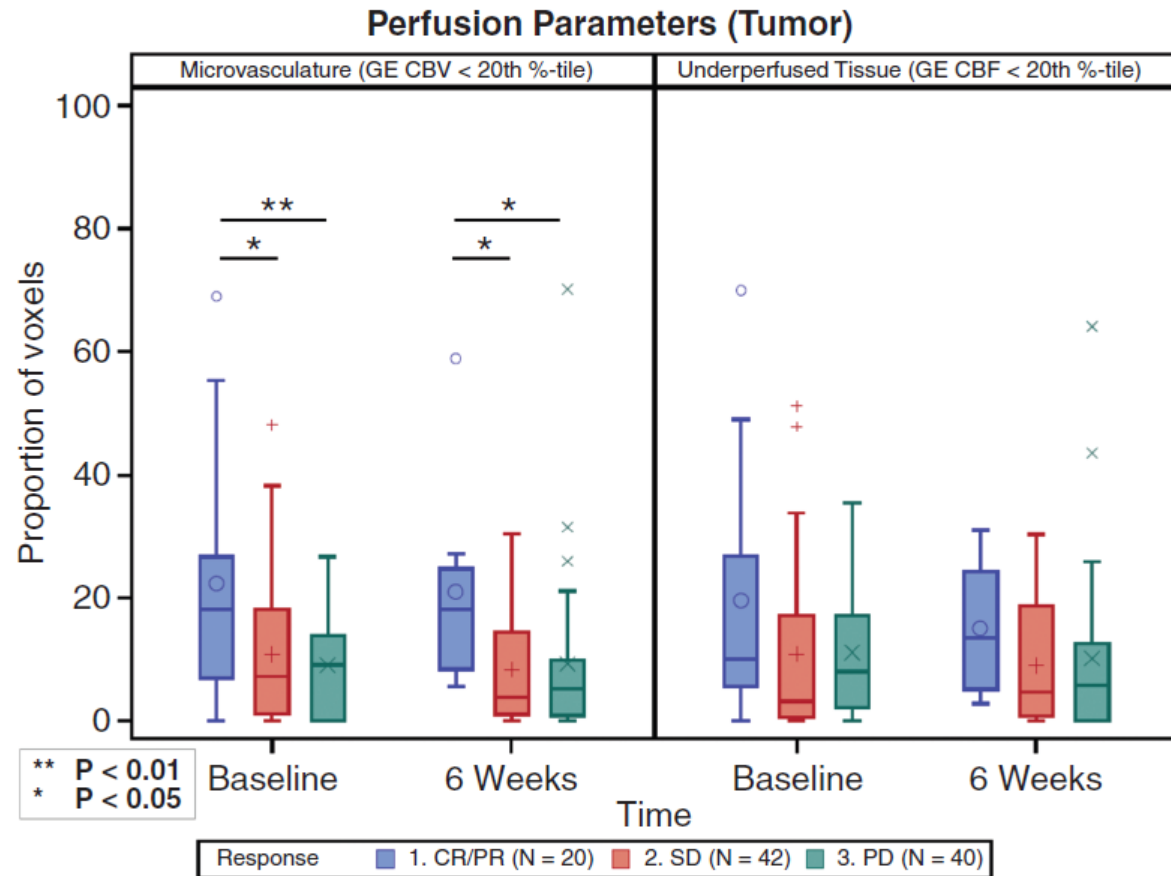 Perfusion Parameters (Tumor)
Microvasculature (GE CBV < 20th %-tile)
Underperfused Tissue (GE CBF < 20th %-tile)
Proportion of voxels
100
80
60
40
20
0
**
*
*
*
** P < 0.01
* P < 0.05
Baseline
6 Weeks
Baseline
6 Weeks
Time
Response 1. CR/PR (N = 20) 2. SD (N = 42) 3. PD (N = 40)